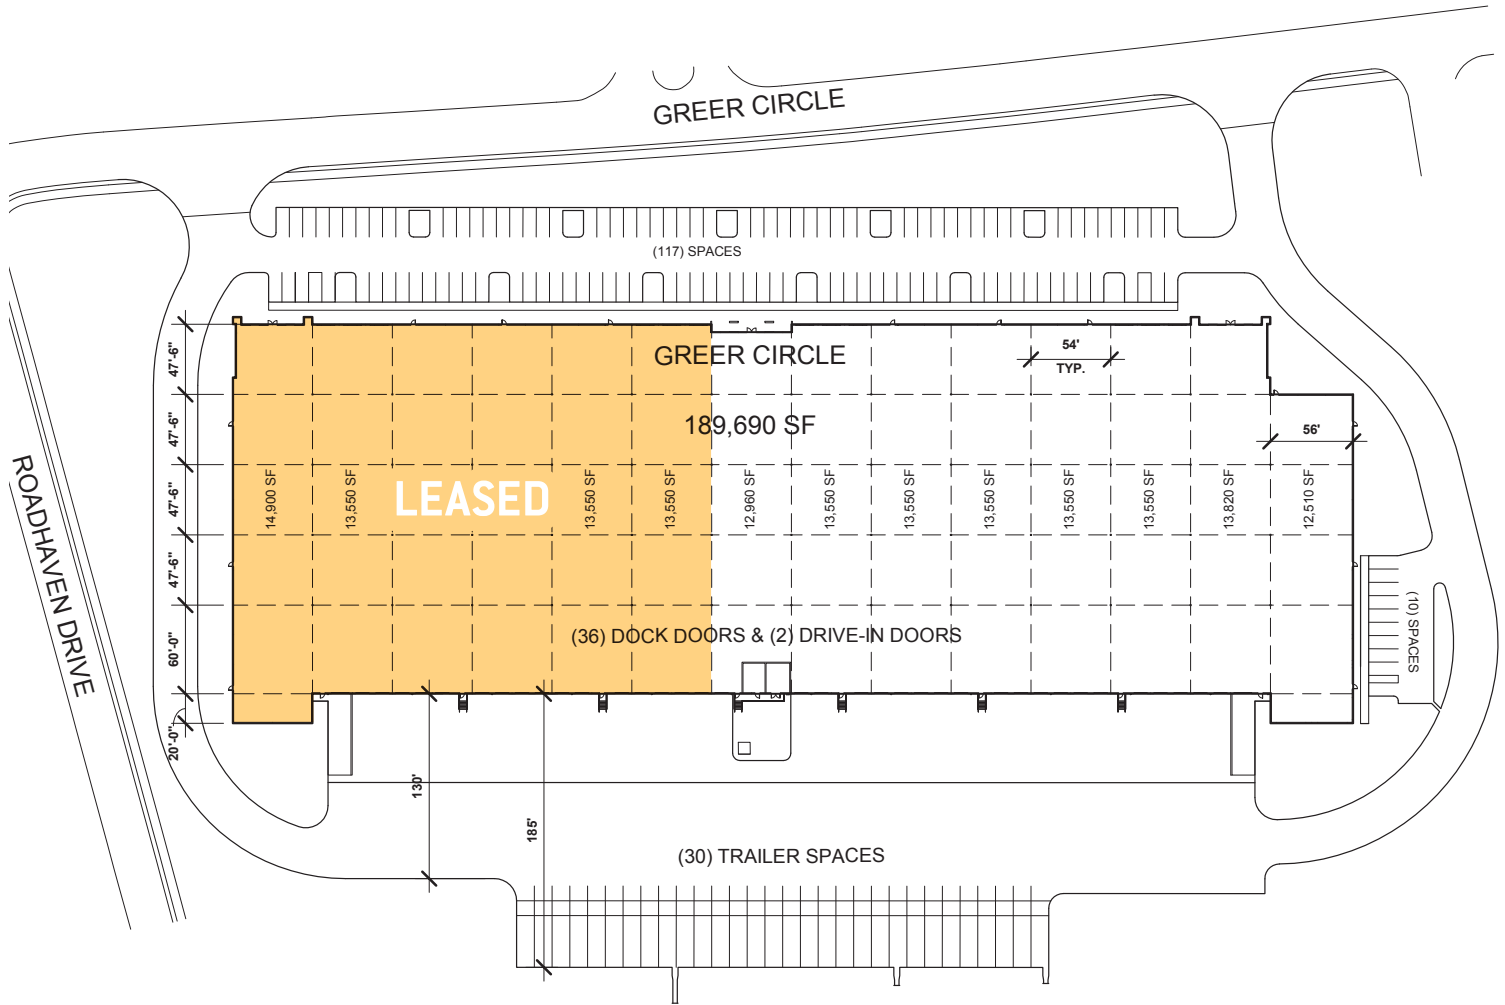 GREER CIRCLE
(117) SPACES
GREER CIRCLE
54'
TYP.
189,690 SF
56'
47'-6"
47'-6"
47'-6"
47'-6"
60'-0"
20'-0"
ROADHAVEN DRIVE
14,900 SF
13,550 SF
LEASED
13,550 SF
13,550 SF
12,960 SF
13,550 SF
13,550 SF
13,550 SF
13,550 SF
13,550 SF
13,820 SF
12,510 SF
(36) DOCK DOORS & (2) DRIVE-IN DOORS
(10) SPACES
130'
185'
(30) TRAILER SPACES